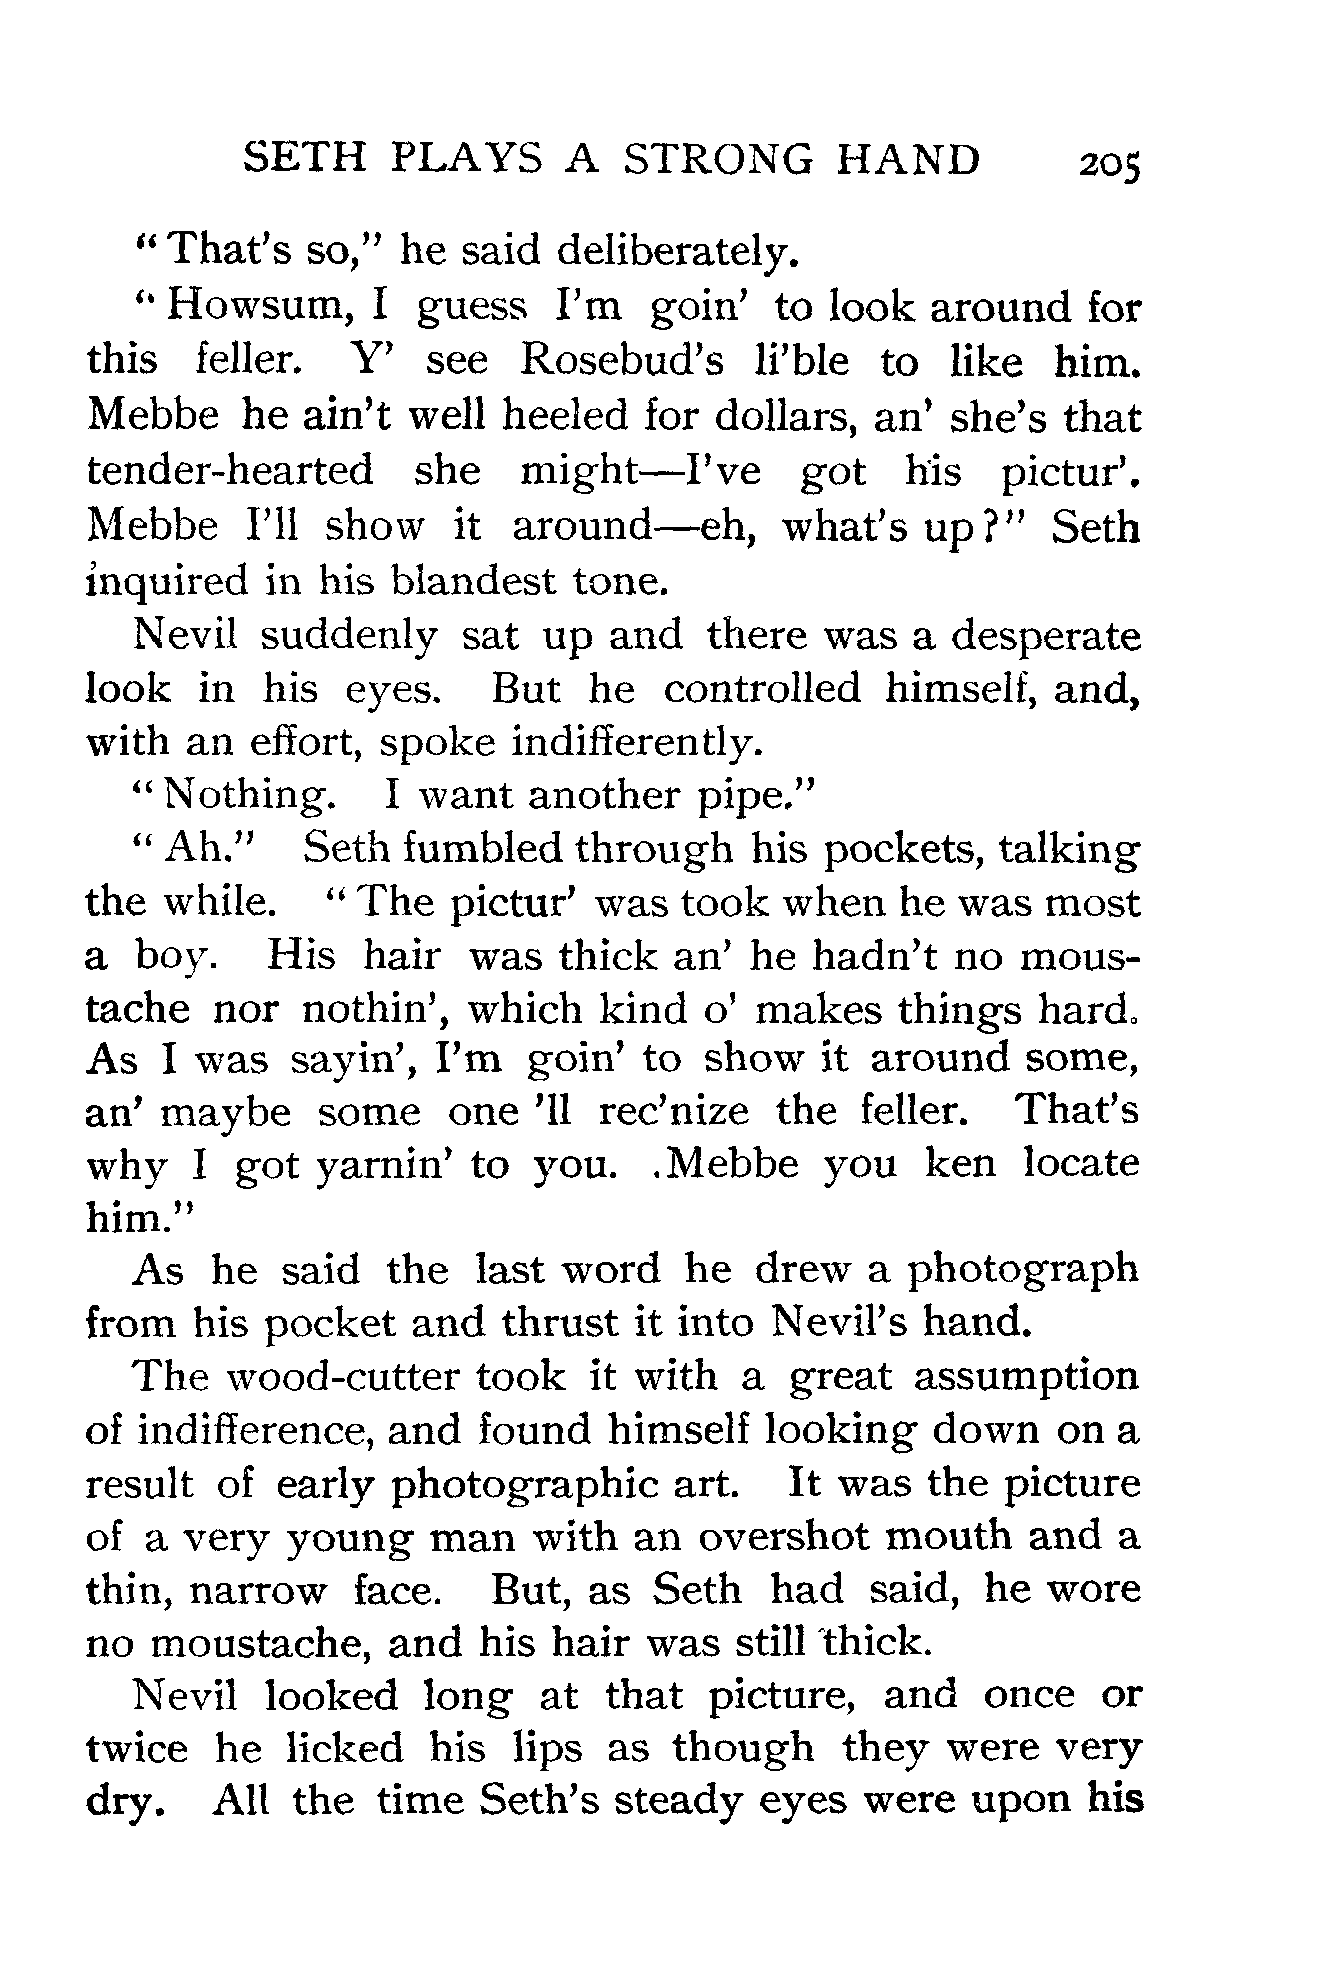 SETH PLAYS A STRONG HAND 205
"That's so," he said deliberately.
"Howsum, I guess I'm goin' to look around for
this feller. Y' see Rosebud's li'ble to like him.
Mebbe he ain't well heeled for dollars, an' she's that
tender-hearted she might—I've got his pictur'.
Mebbe I'll show it around—eh, what's up?" Seth
inquired in his blandest tone.
Nevil suddenly sat up and there was a desperate
look in his eyes. But he controlled himself, and,
with an effort, spoke indifferently.
"Nothing. I want another pipe."
"Ah." Seth fumbled through his pockets, talking
the while. "The pictur' was took when he was most
a boy. His hair was thick an' he hadn't no mous-
tache nor nothin', which kind o' makes things hard.
As I was sayin', I'm goin' to show it around some,
an' maybe some one 'll rec'nize the feller. That's
why I got yarnin' to you. .Mebbe you ken locate
him."
As he said the last word he drew a photograph
from his pocket and thrust it into Nevil's hand.
The wood-cutter took it with a great assumption
of indifference, and found himself looking down on a
result of early photographic art. It was the picture
of a very young man with an overshot mouth and a
thin, narrow face. But, as Seth had said, he wore
no moustache, and his hair was still thick.
Nevil looked long at that picture, and once or
twice he licked his lips as though they were very
dry. All the time Seth's steady eyes were upon his